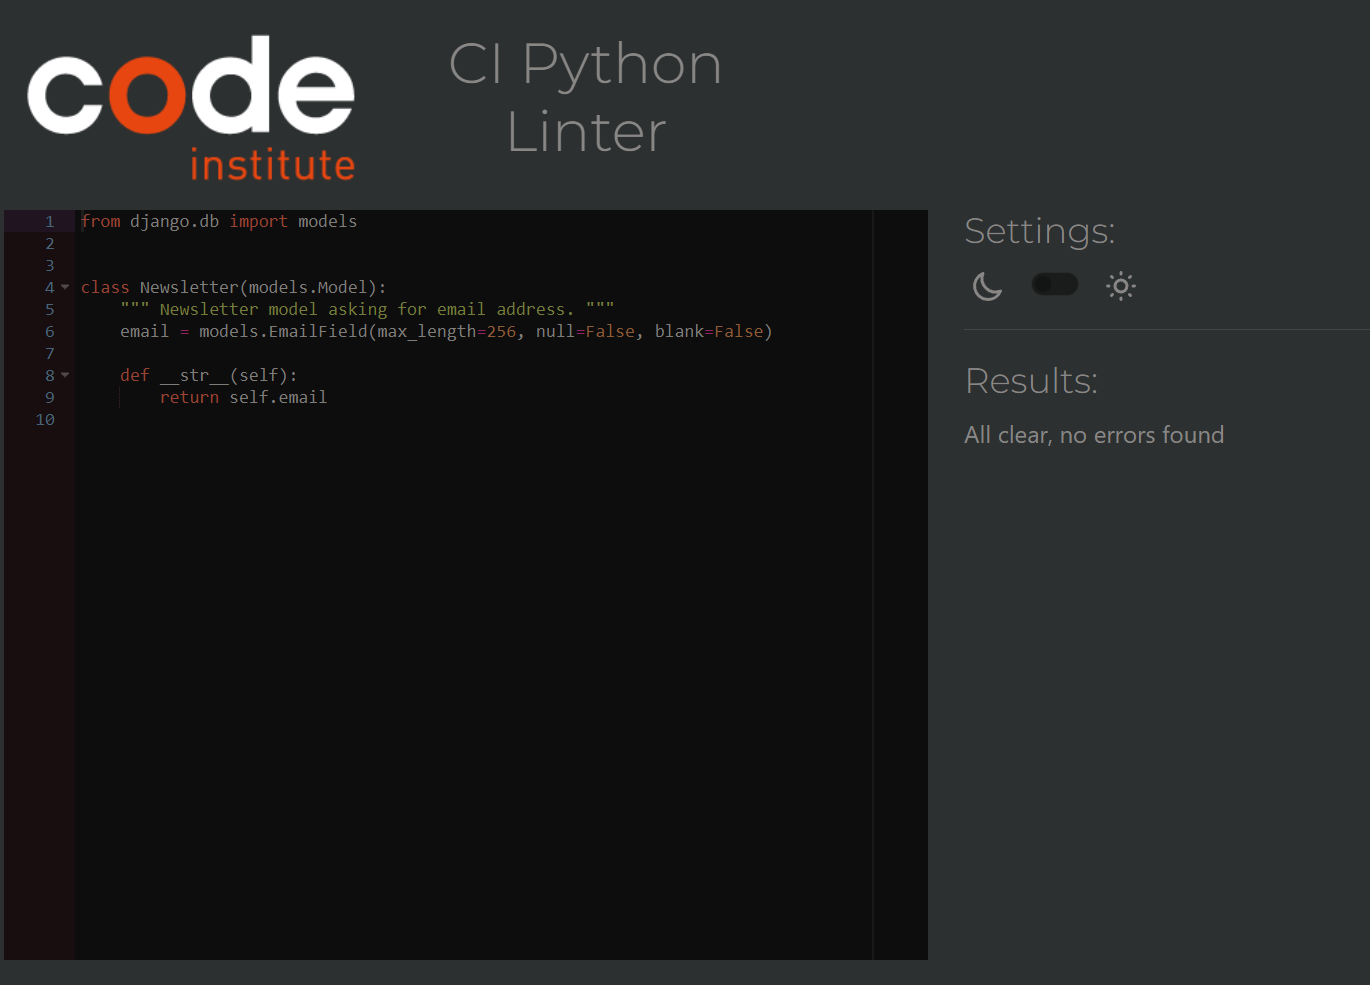 code
institute
CI Python
Linter
1 from django.db import models
2
3
4 class Newsletter(models.Model):
5     """ Newsletter model asking for email address. """
6     email = models.EmailField(max_length=256, null=False, blank=False)
7
8     def __str__(self):
9         return self.email
10
Settings:
Results:
All clear, no errors found